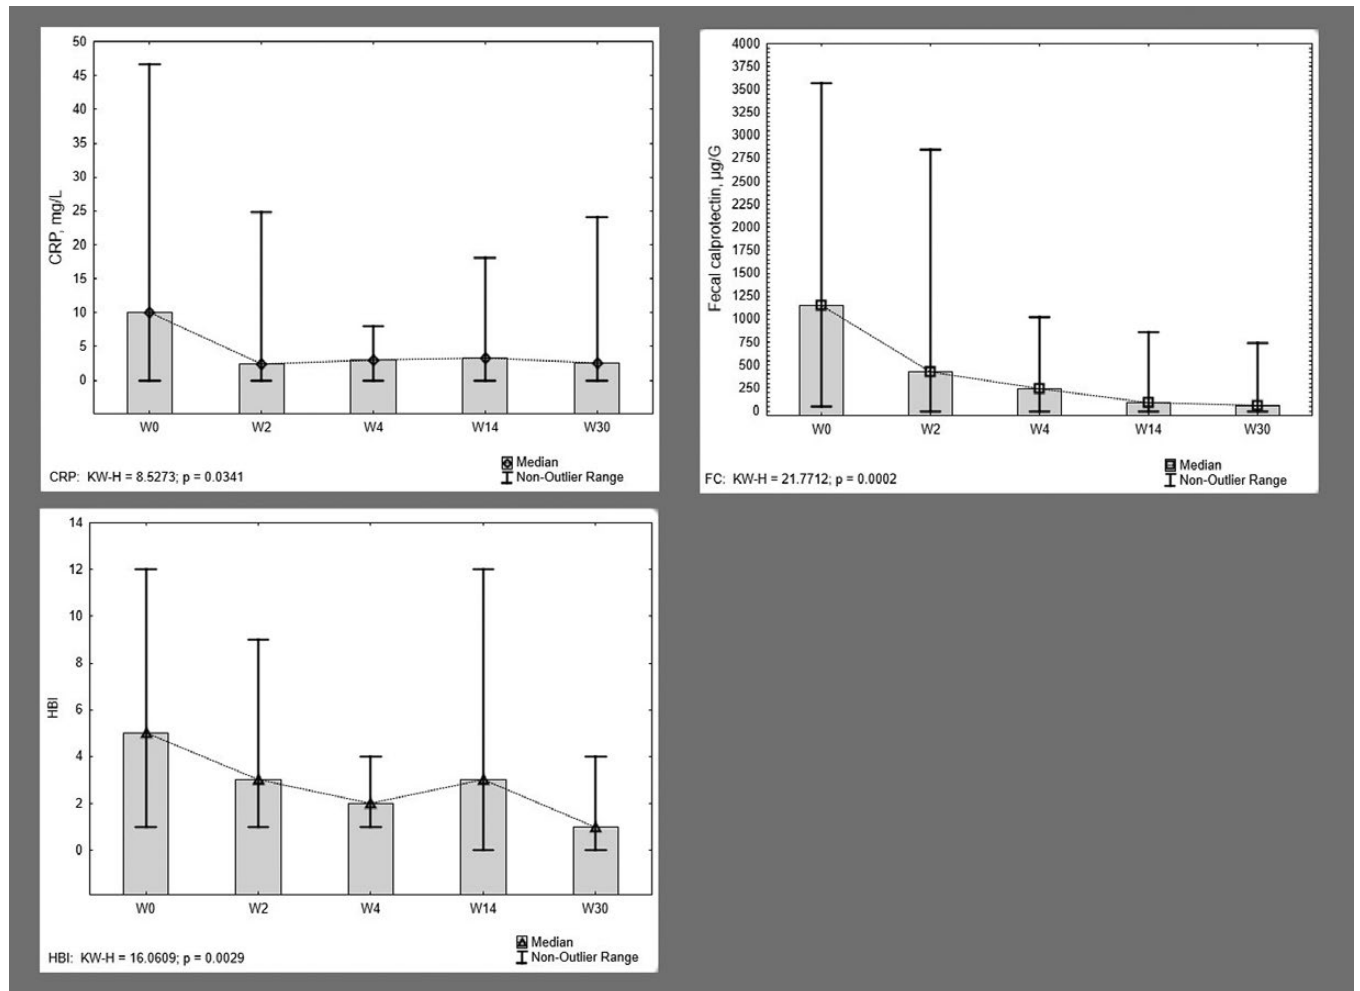 50
45
40
35
30
25
20
15
10
5
0
CRP, mg/L
W0 W2 W4 W14 W30
Median
Non-Outlier Range
CRP: KW-H = 8.5273; p = 0.0341
4000
3750
3500
3250
3000
2750
2500
2250
2000
1750
1500
1250
1000
750
500
250
0
Fecal calprotectin, µg/G
W0 W2 W4 W14 W30
Median
Non-Outlier Range
FC: KW-H = 21.7712; p = 0.0002
14
12
10
8
6
4
2
0
HBI
W0 W2 W4 W14 W30
Median
Non-Outlier Range
HBI: KW-H = 16.0609; p = 0.0029